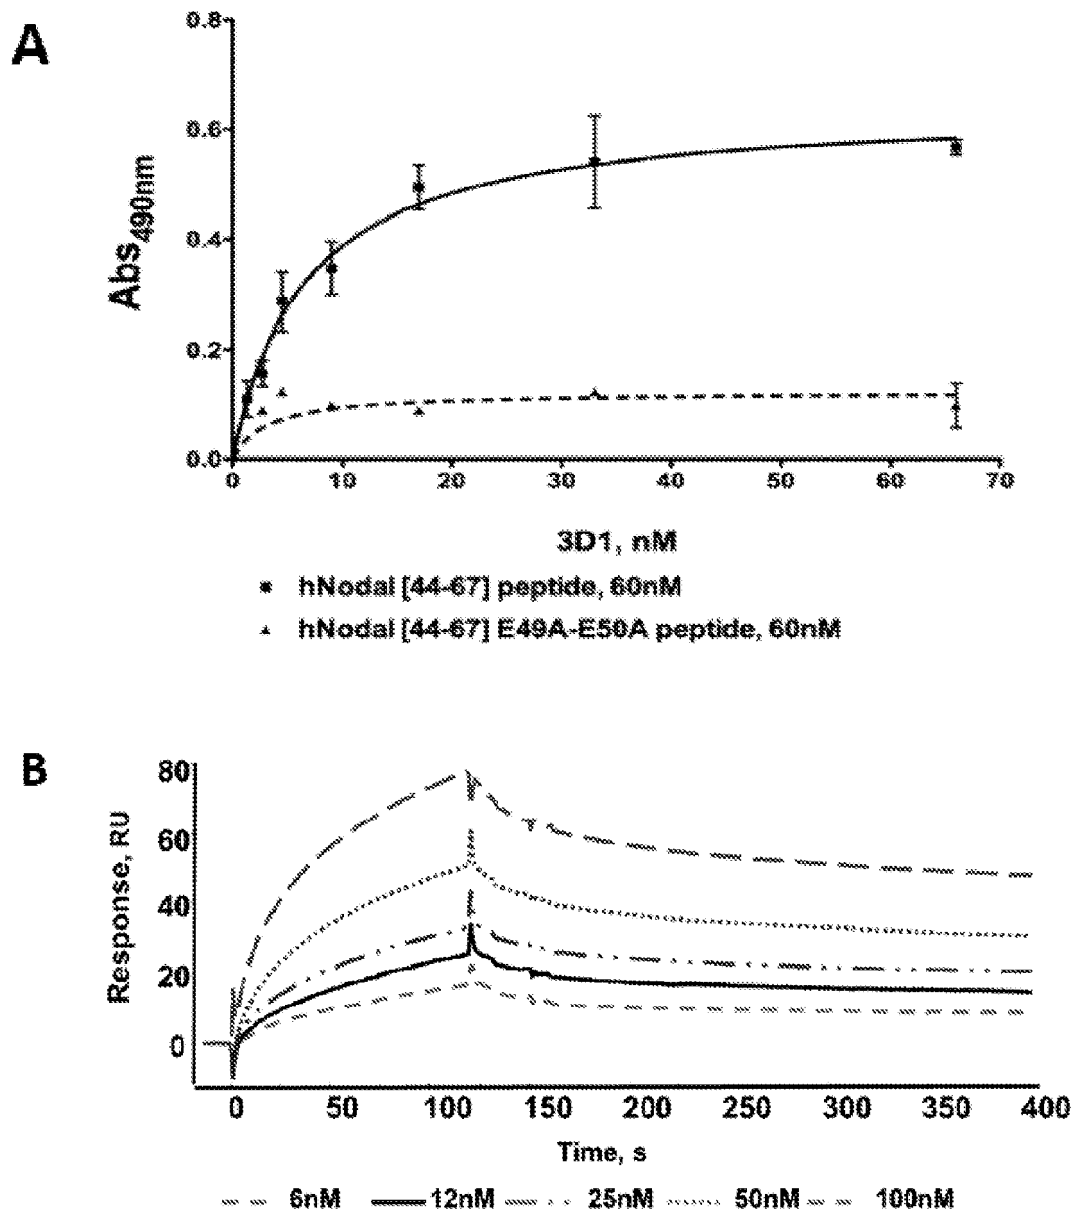 A
0.8
0.6
0.4
0.2
0.0
Abs490nm
0 10 20 30 40 50 60 70
3D1, nM
hNodal [44-67] peptide, 60nM
hNodal [44-67] E49A-E50A peptide, 60nM
B
80
60
40
20
0
Response, RU
0 50 100 150 200 250 300 350 400
Time, s
6nM 12nM 25nM 50nM 100nM